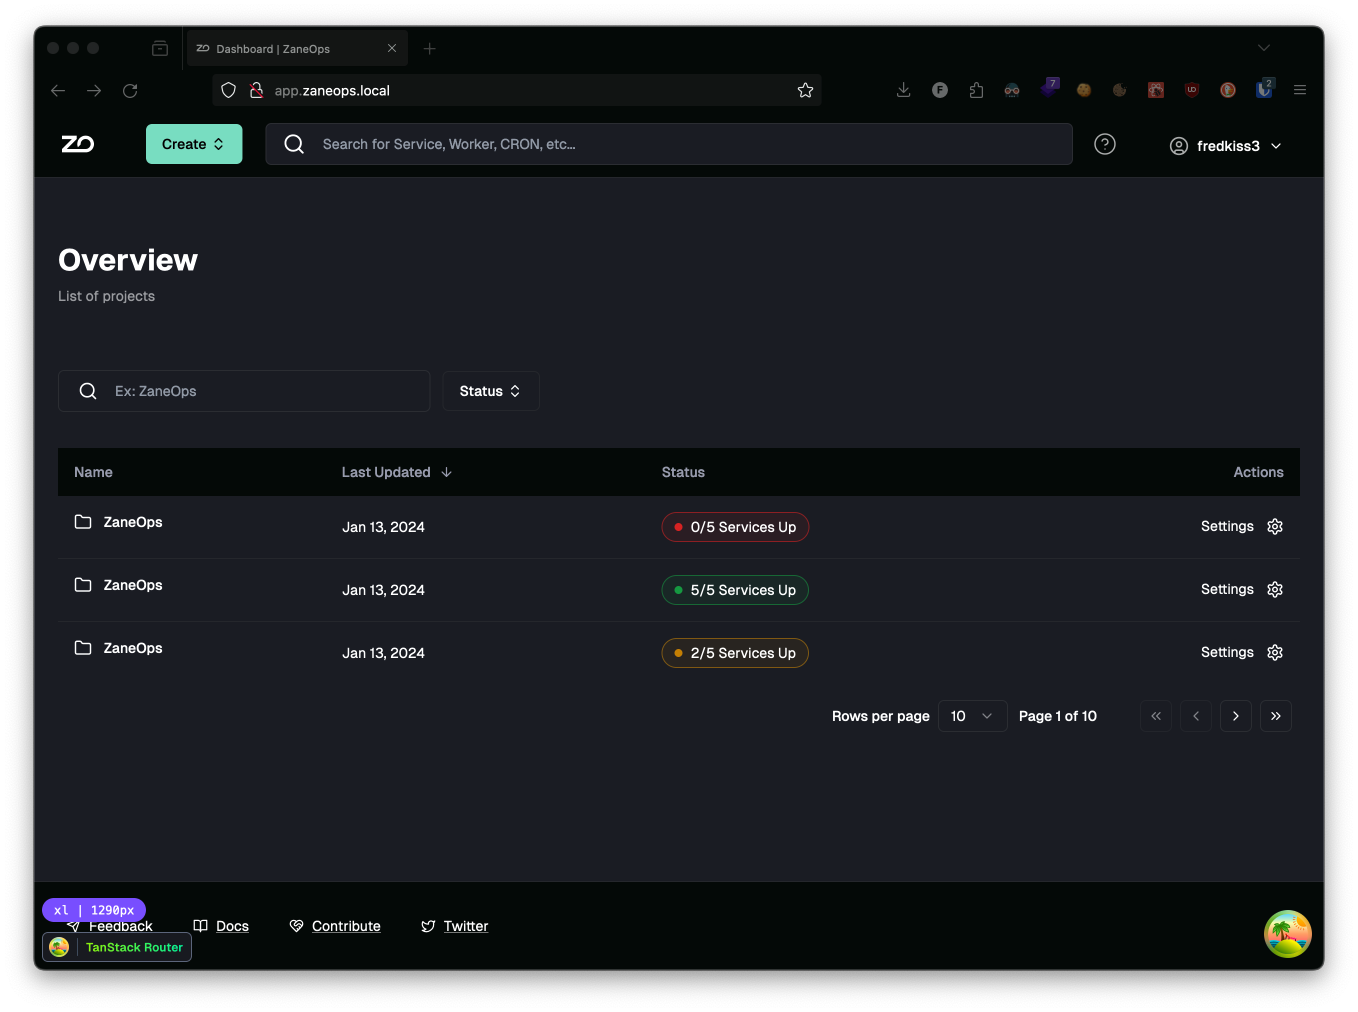 ZO Dashboard | ZaneOps
app.zaneops.local
F
7
UD
2
ZO
Create
Search for Service, Worker, CRON, etc...
?
fredkiss3
Overview
List of projects
Ex: ZaneOps
Status
Name Last Updated Status Actions
ZaneOps Jan 13, 2024 0/5 Services Up Settings
ZaneOps Jan 13, 2024 5/5 Services Up Settings
ZaneOps Jan 13, 2024 2/5 Services Up Settings
Rows per page 10 Page 1 of 10
xl | 1290px
Feedback Docs Contribute Twitter
TanStack Router